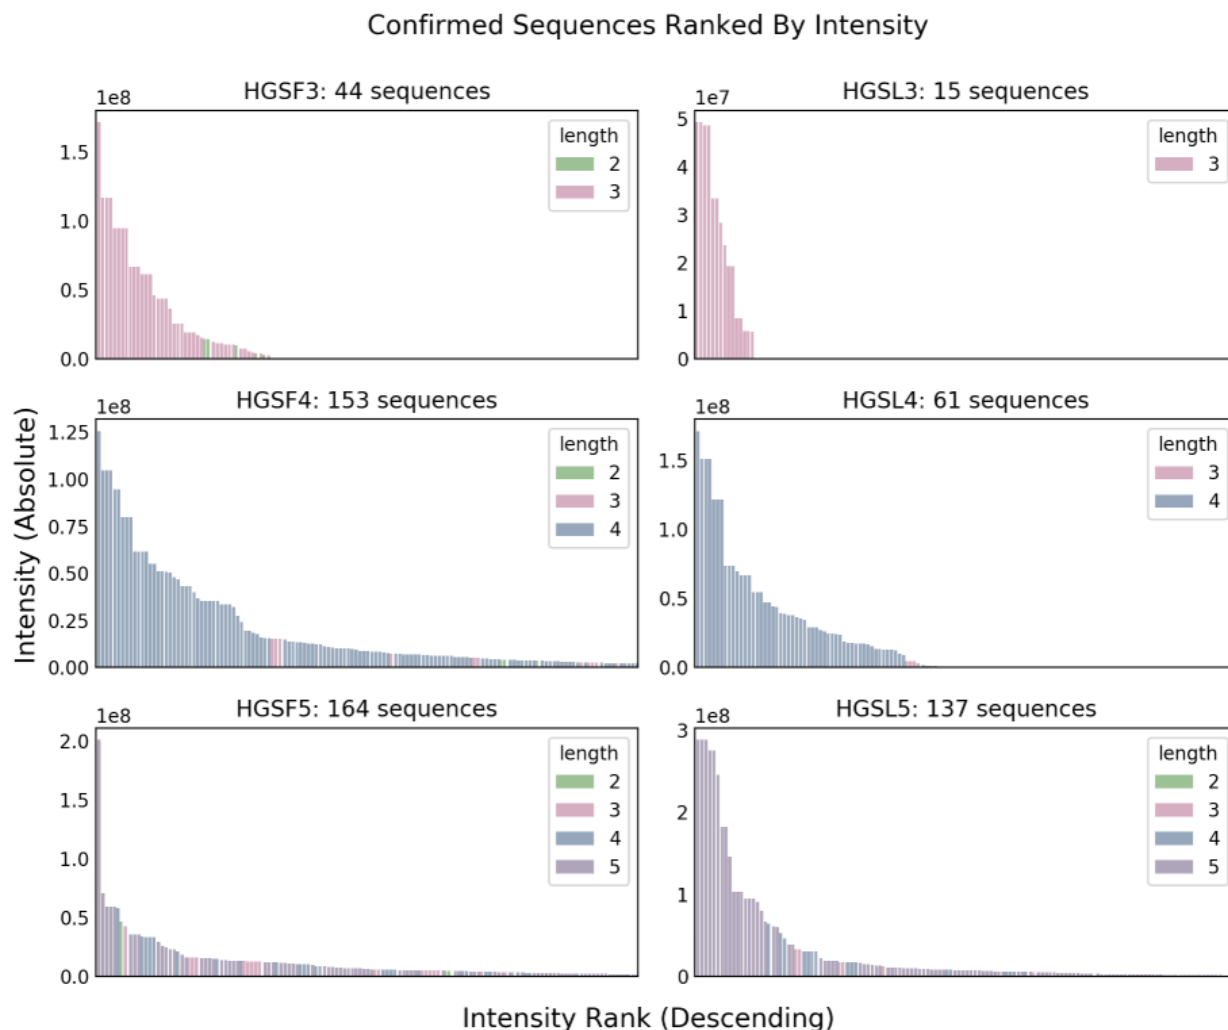 Confirmed Sequences Ranked By Intensity
HGSF3: 44 sequences
1e8
1.5
1.0
0.5
0.0
length
2
3
HGSL3: 15 sequences
1e7
5
4
3
2
1
0
length
3
HGSF4: 153 sequences
1e8
1.25
1.00
0.75
0.50
0.25
0.00
length
2
3
4
HGSL4: 61 sequences
1e8
1.5
1.0
0.5
0.0
length
3
4
Intensity (Absolute)
HGSF5: 164 sequences
1e8
2.0
1.5
1.0
0.5
0.0
length
2
3
4
5
HGSL5: 137 sequences
1e8
3
2
1
0
length
2
3
4
5
Intensity Rank (Descending)